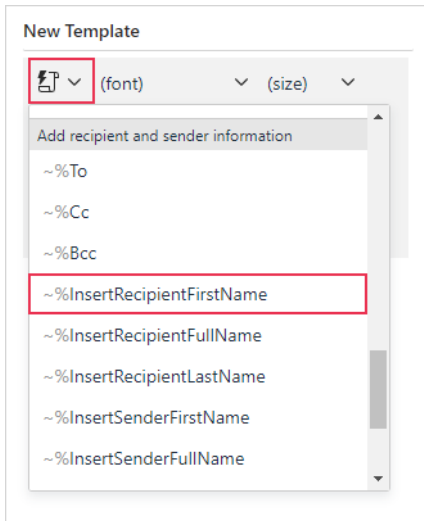 New Template
(font) (size)
Add recipient and sender information
~%To
~%Cc
~%Bcc
~%InsertRecipientFirstName
~%InsertRecipientFullName
~%InsertRecipientLastName
~%InsertSenderFirstName
~%InsertSenderFullName